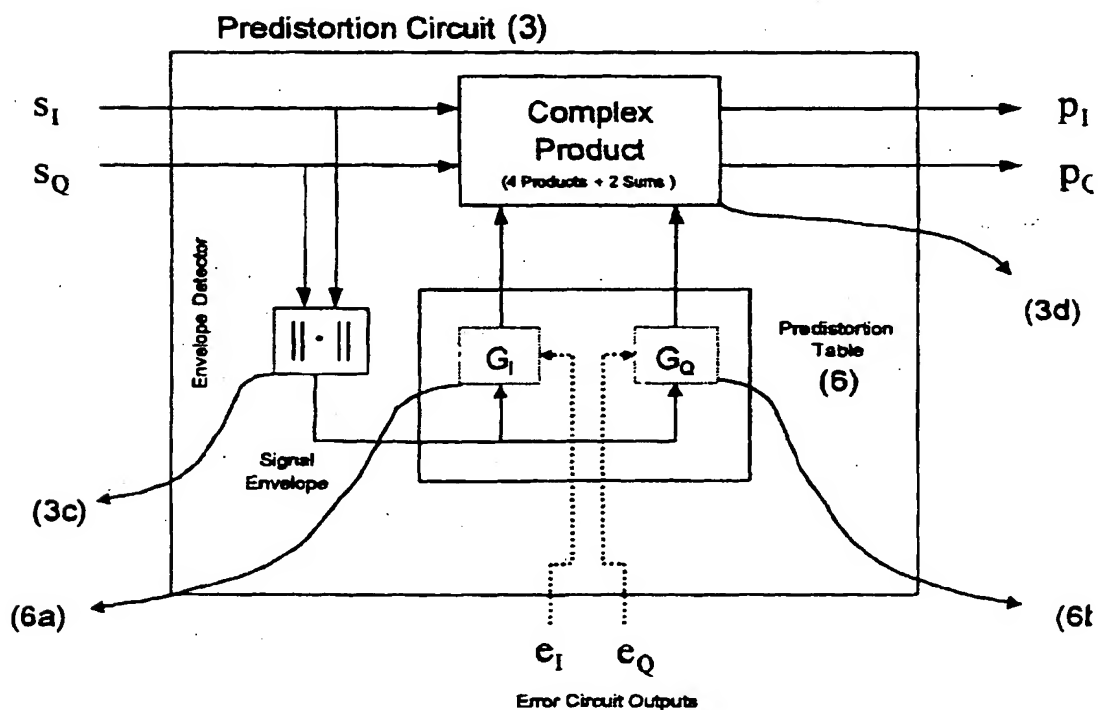 Predistortion Circuit (3)
s_I
s_Q
Complex
Product
(4 Products + 2 Sums)
p_I
p_Q
Envelope Detector
|| · ||
G_I
G_Q
Predistortion
Table
(6)
(3d)
Signal
Envelope
(3c)
(6a)
(6b
e_I
e_Q
Error Circuit Outputs